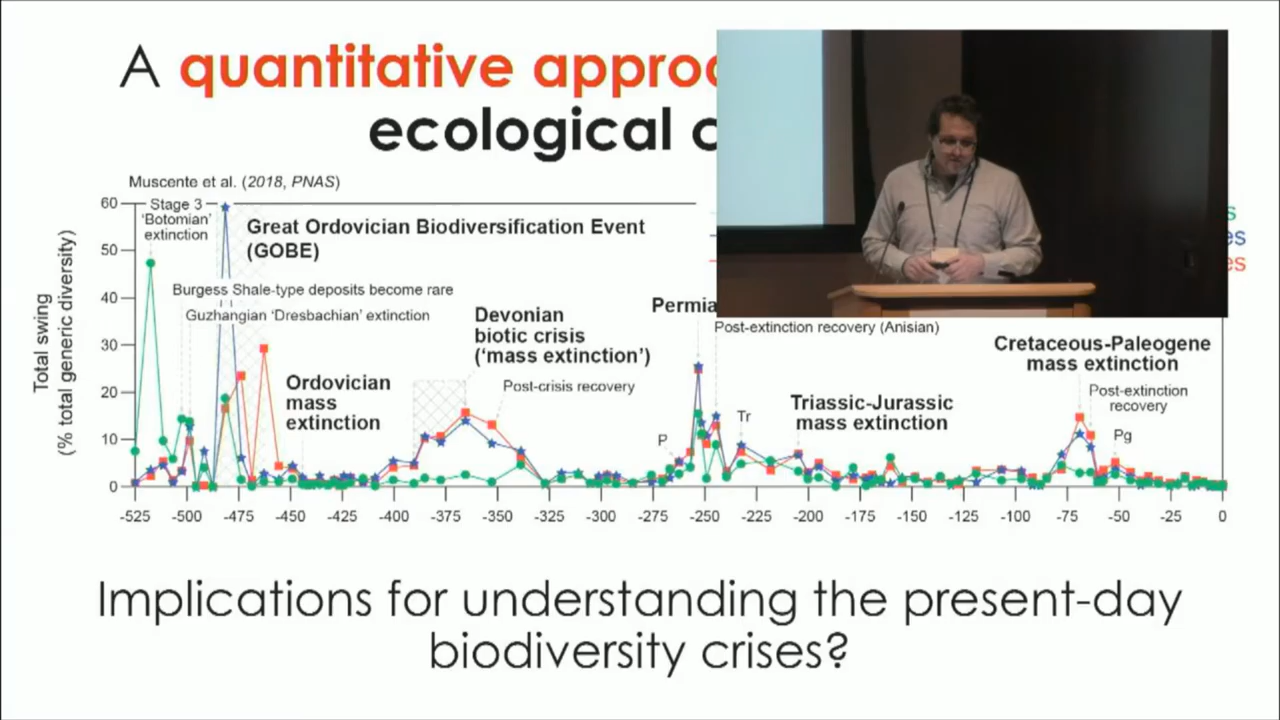 A quantitative approa
ecological c
Muscente et al. (2018, PNAS)
Total swing
(% total generic diversity)
60
50
40
30
20
10
0
Stage 3
'Botomian'
extinction
Great Ordovician Biodiversification Event
(GOBE)
Burgess Shale-type deposits become rare
Guzhangian 'Dresbachian' extinction
Ordovician
mass
extinction
Devonian
biotic crisis
('mass extinction')
Post-crisis recovery
Permia
Post-extinction recovery (Anisian)
P
Tr
Triassic-Jurassic
mass extinction
Cretaceous-Paleogene
mass extinction
Post-extinction
recovery
Pg
s
es
es
-525 -500 -475 -450 -425 -400 -375 -350 -325 -300 -275 -250 -225 -200 -175 -150 -125 -100 -75 -50 -25 0
Implications for understanding the present-day
biodiversity crises?